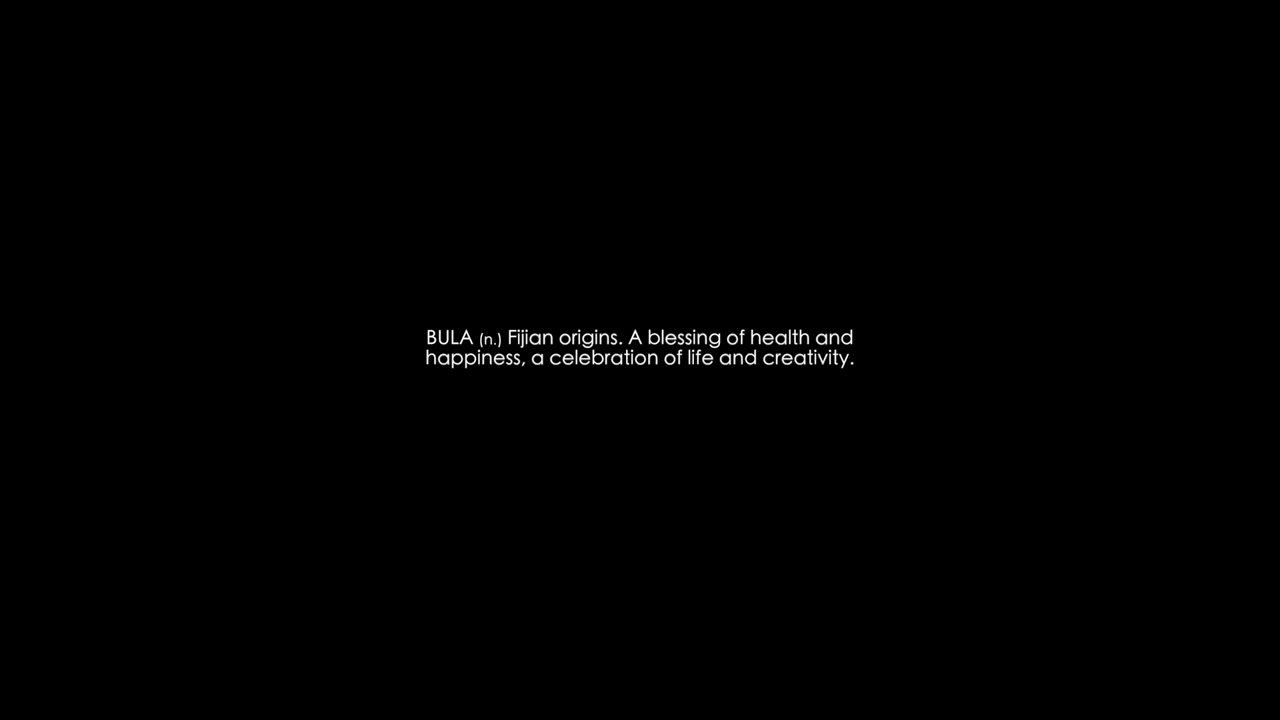 BULA (n.) Fijian origins. A blessing of health and
happiness, a celebration of life and creativity.